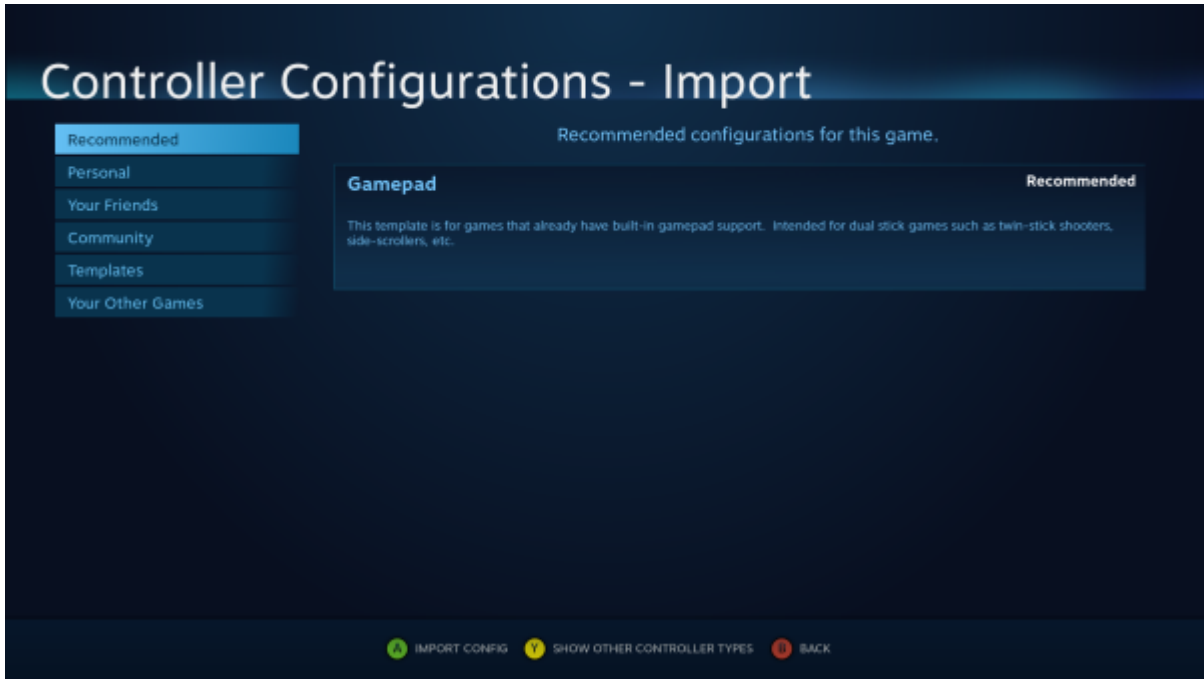 Controller Configurations - Import
Recommended
Personal
Your Friends
Community
Templates
Your Other Games
Recommended configurations for this game.
Gamepad
Recommended
This template is for games that already have built-in gamepad support. Intended for dual stick games such as twin-stick shooters,
side-scrollers, etc.
A IMPORT CONFIG Y SHOW OTHER CONTROLLER TYPES B BACK